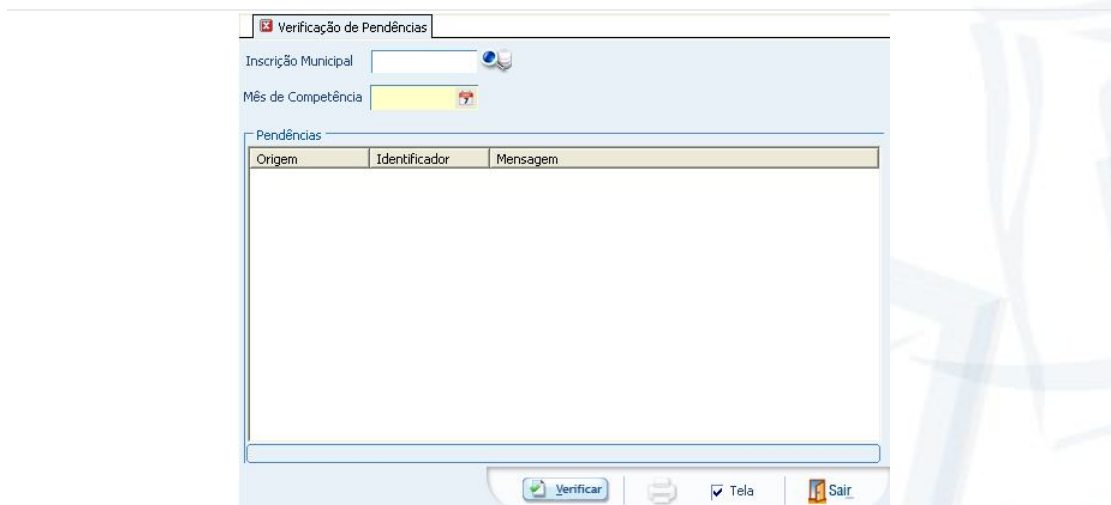 Verificação de Pendências
Inscrição Municipal
Mês de Competência
Pendências
Origem Identificador Mensagem
Verificar Tela Sair